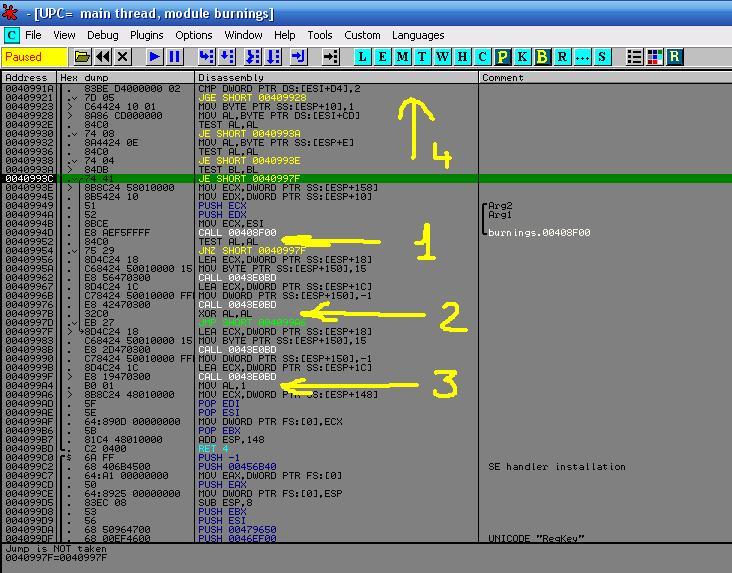 - [UPC= main thread, module burnings]
C File View Debug Plugins Options Window Help Tools Custom Languages
Paused L E M T W H C P K B R ... S R
Address Hex dump Disassembly Comment
0040991A . 83BE D4000000 02 CMP DWORD PTR DS:[ESI+D4],2
00409921 . 7D 05 JGE SHORT 00409928
00409923 . C64424 10 01 MOV BYTE PTR SS:[ESP+10],1
00409928 > 8A86 CD000000 MOV AL,BYTE PTR DS:[ESI+CD]
0040992E . 84C0 TEST AL,AL
00409930 . 74 08 JE SHORT 0040993A
00409932 . 8A4424 0E MOV AL,BYTE PTR SS:[ESP+E]
00409936 . 84C0 TEST AL,AL
00409938 . 74 04 JE SHORT 0040993E
0040993A > 84DB TEST BL,BL
0040993C . 74 41 JE SHORT 0040997F
0040993E > 8B8C24 58010000 MOV ECX,DWORD PTR SS:[ESP+158]
00409945 . 8B5424 10 MOV EDX,DWORD PTR SS:[ESP+10]
00409949 . 51 PUSH ECX Arg2
0040994A . 52 PUSH EDX Arg1
0040994B . 8BCE MOV ECX,ESI
0040994D . E8 AEF5FFFF CALL 00408F00 burnings.00408F00
00409952 . 84C0 TEST AL,AL
00409954 . 75 29 JNZ SHORT 0040997F
00409956 . 8D4C24 18 LEA ECX,DWORD PTR SS:[ESP+18]
0040995A . C68424 50010000 15 MOV BYTE PTR SS:[ESP+150],15
00409962 . E8 56470300 CALL 0043E0BD
00409967 . 8D4C24 1C LEA ECX,DWORD PTR SS:[ESP+1C]
0040996B . C78424 50010000 FFI MOV DWORD PTR SS:[ESP+150],-1
00409976 . E8 42470300 CALL 0043E0BD
0040997B . 32C0 XOR AL,AL
0040997D . EB 27 JMP SHORT 004099A6
0040997F > 8D4C24 18 LEA ECX,DWORD PTR SS:[ESP+18]
00409983 . C68424 50010000 15 MOV BYTE PTR SS:[ESP+150],15
0040998B . E8 2D470300 CALL 0043E0BD
00409990 . C78424 50010000 FFI MOV DWORD PTR SS:[ESP+150],-1
0040999B . 8D4C24 1C LEA ECX,DWORD PTR SS:[ESP+1C]
0040999F . E8 19470300 CALL 0043E0BD
004099A4 . B0 01 MOV AL,1
004099A6 > 8B8C24 48010000 MOV ECX,DWORD PTR SS:[ESP+148]
004099AD . 5F POP EDI
004099AE . 5E POP ESI
004099AF . 64:890D 00000000 MOV DWORD PTR FS:[0],ECX
004099B6 . 5B POP EBX
004099B7 . 81C4 48010000 ADD ESP,148
004099BD . C2 0400 RET 4
004099C0 $ 6A FF PUSH -1
004099C2 . 68 406B4500 PUSH 00456B40 SE handler installation
004099C7 . 64:A1 00000000 MOV EAX,DWORD PTR FS:[0]
004099CD . 50 PUSH EAX
004099CE . 64:8925 00000000 MOV DWORD PTR FS:[0],ESP
004099D5 . 83EC 08 SUB ESP,8
004099D8 . 53 PUSH EBX
004099D9 . 56 PUSH ESI
004099DA . 68 50964700 PUSH 00479650
004099DF . 68 00EF4600 PUSH 0046EF00 UNICODE "RegKey"
Jump is NOT taken
0040997F=0040997F
4
1
2
3